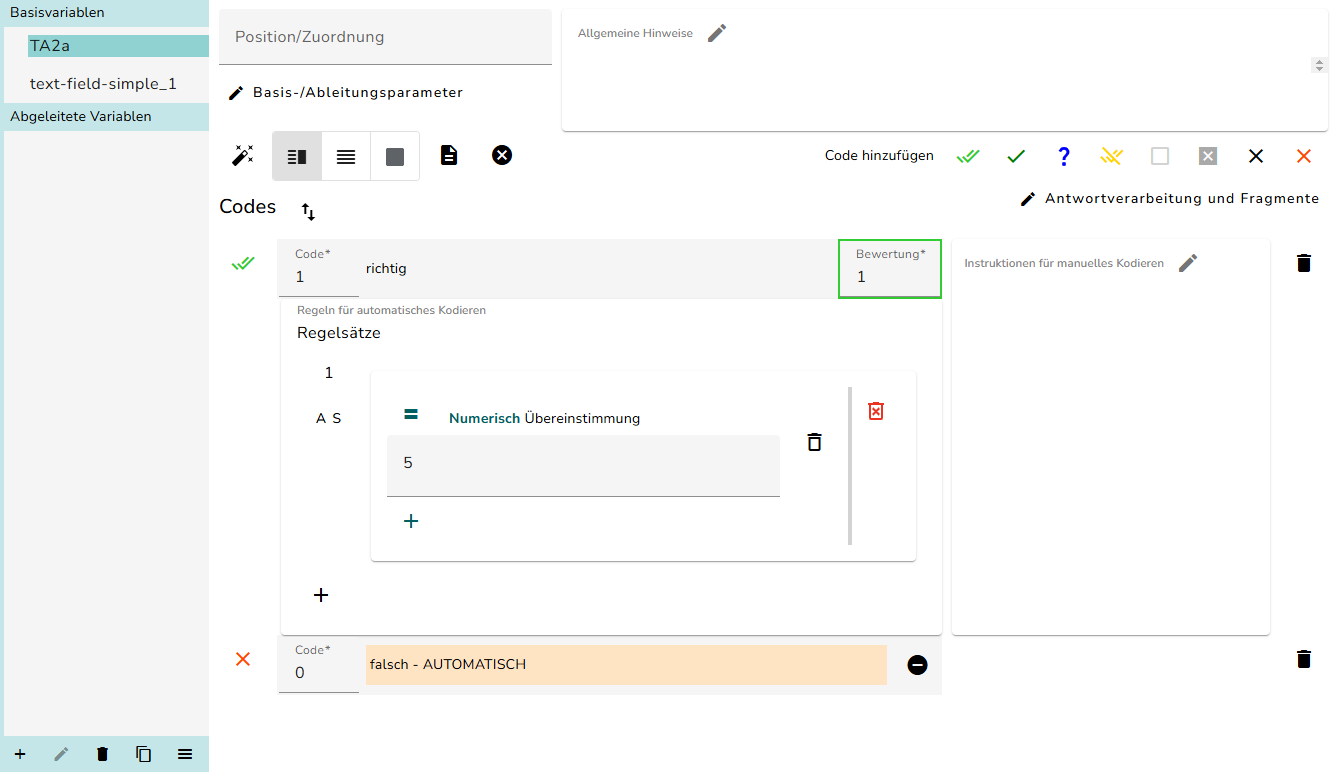 Basisvariablen
TA2a
text-field-simple_1
Abgeleitete Variablen
Position/Zuordnung
Allgemeine Hinweise
Basis-/Ableitungsparameter
Code hinzufügen
Antwortverarbeitung und Fragmente
Codes
Code*
1
richtig
Bewertung*
1
Instruktionen für manuelles Kodieren
Regeln für automatisches Kodieren
Regelsätze
1
A S
Numerisch Übereinstimmung
5
Code*
0
falsch - AUTOMATISCH